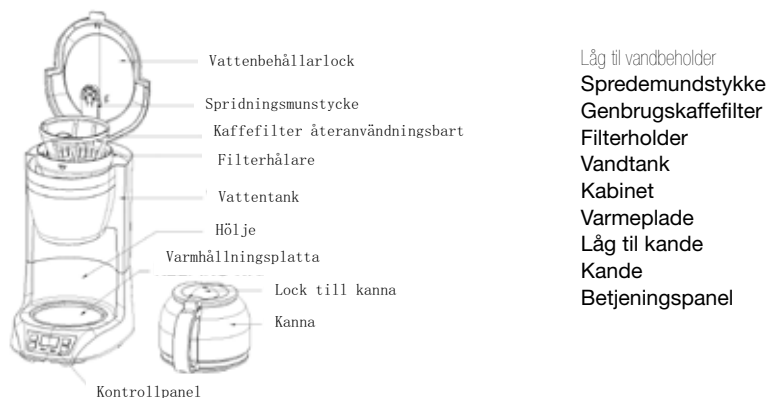 Vattenbehållarlock
Spridningsmunstycke
Kaffefilter återanvändningsbart
Filterhålare
Vattentank
Hölje
Varmhållningsplatta
Lock till kanna
Kanna
Kontrollpanel
Låg til vandbeholder
Spredemundstykke
Genbrugskaffefilter
Filterholder
Vandtank
Kabinet
Varmeplade
Låg til kande
Kande
Betjeningspanel